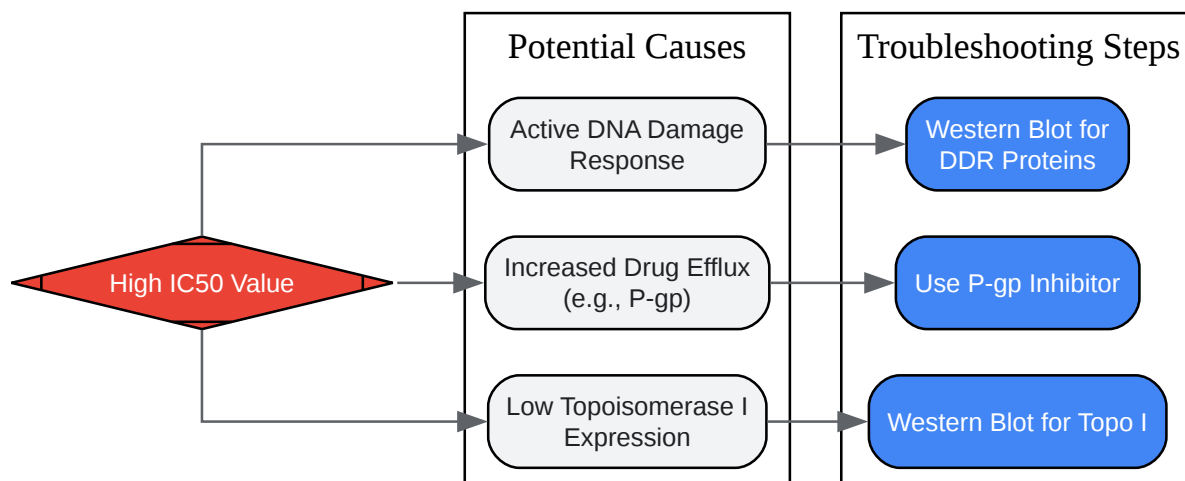 Potential Causes
Troubleshooting Steps
Active DNA Damage
Response
Western Blot for
DDR Proteins
High IC50 Value
Increased Drug Efflux
(e.g., P-gp)
Use P-gp Inhibitor
Low Topoisomerase I
Expression
Western Blot for Topo I